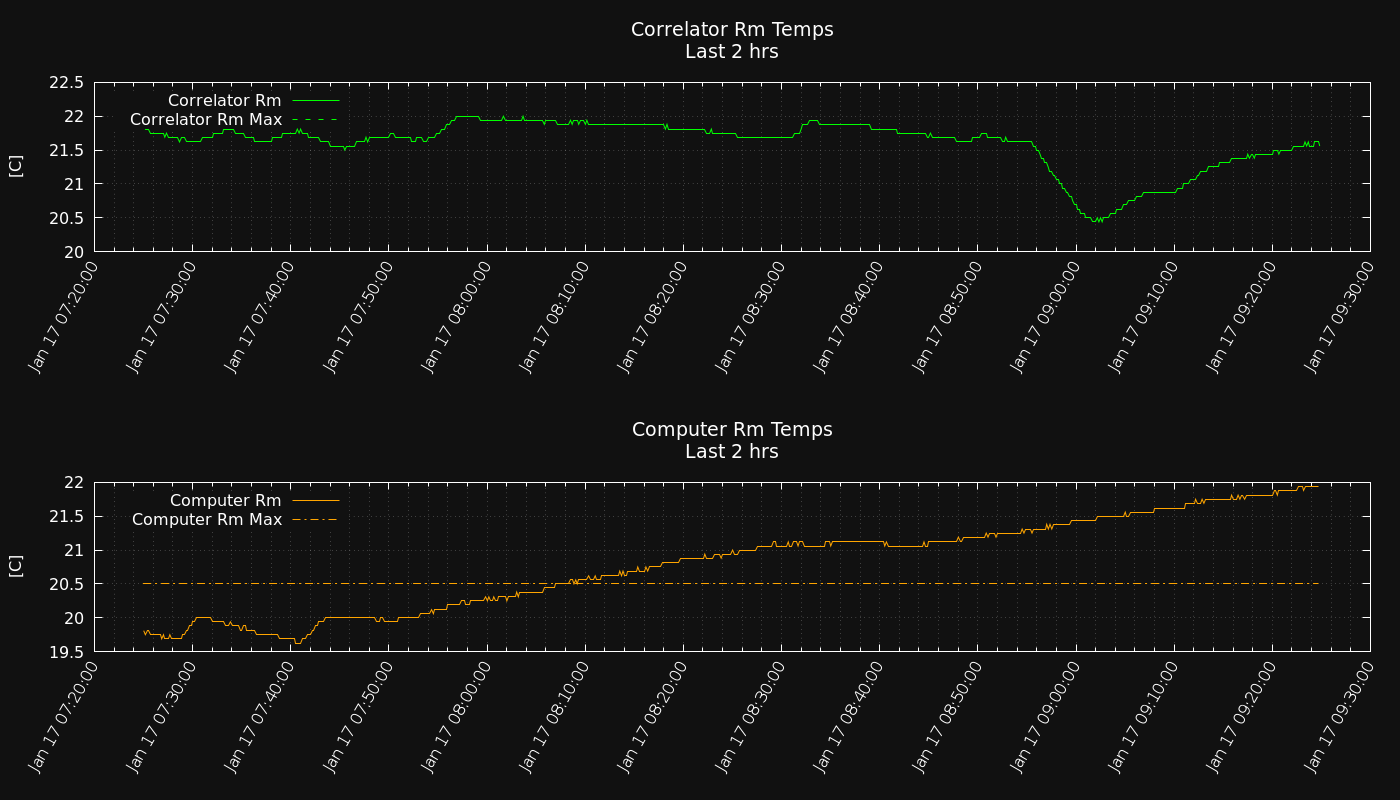 Correlator Rm Temps
Last 2 hrs
22.5
22
21.5
21
20.5
20
[C]
Correlator Rm
Correlator Rm Max
Jan 17 07:20:00
Jan 17 07:30:00
Jan 17 07:40:00
Jan 17 07:50:00
Jan 17 08:00:00
Jan 17 08:10:00
Jan 17 08:20:00
Jan 17 08:30:00
Jan 17 08:40:00
Jan 17 08:50:00
Jan 17 09:00:00
Jan 17 09:10:00
Jan 17 09:20:00
Jan 17 09:30:00
Computer Rm Temps
Last 2 hrs
22
21.5
21
20.5
20
19.5
[C]
Computer Rm
Computer Rm Max
Jan 17 07:20:00
Jan 17 07:30:00
Jan 17 07:40:00
Jan 17 07:50:00
Jan 17 08:00:00
Jan 17 08:10:00
Jan 17 08:20:00
Jan 17 08:30:00
Jan 17 08:40:00
Jan 17 08:50:00
Jan 17 09:00:00
Jan 17 09:10:00
Jan 17 09:20:00
Jan 17 09:30:00